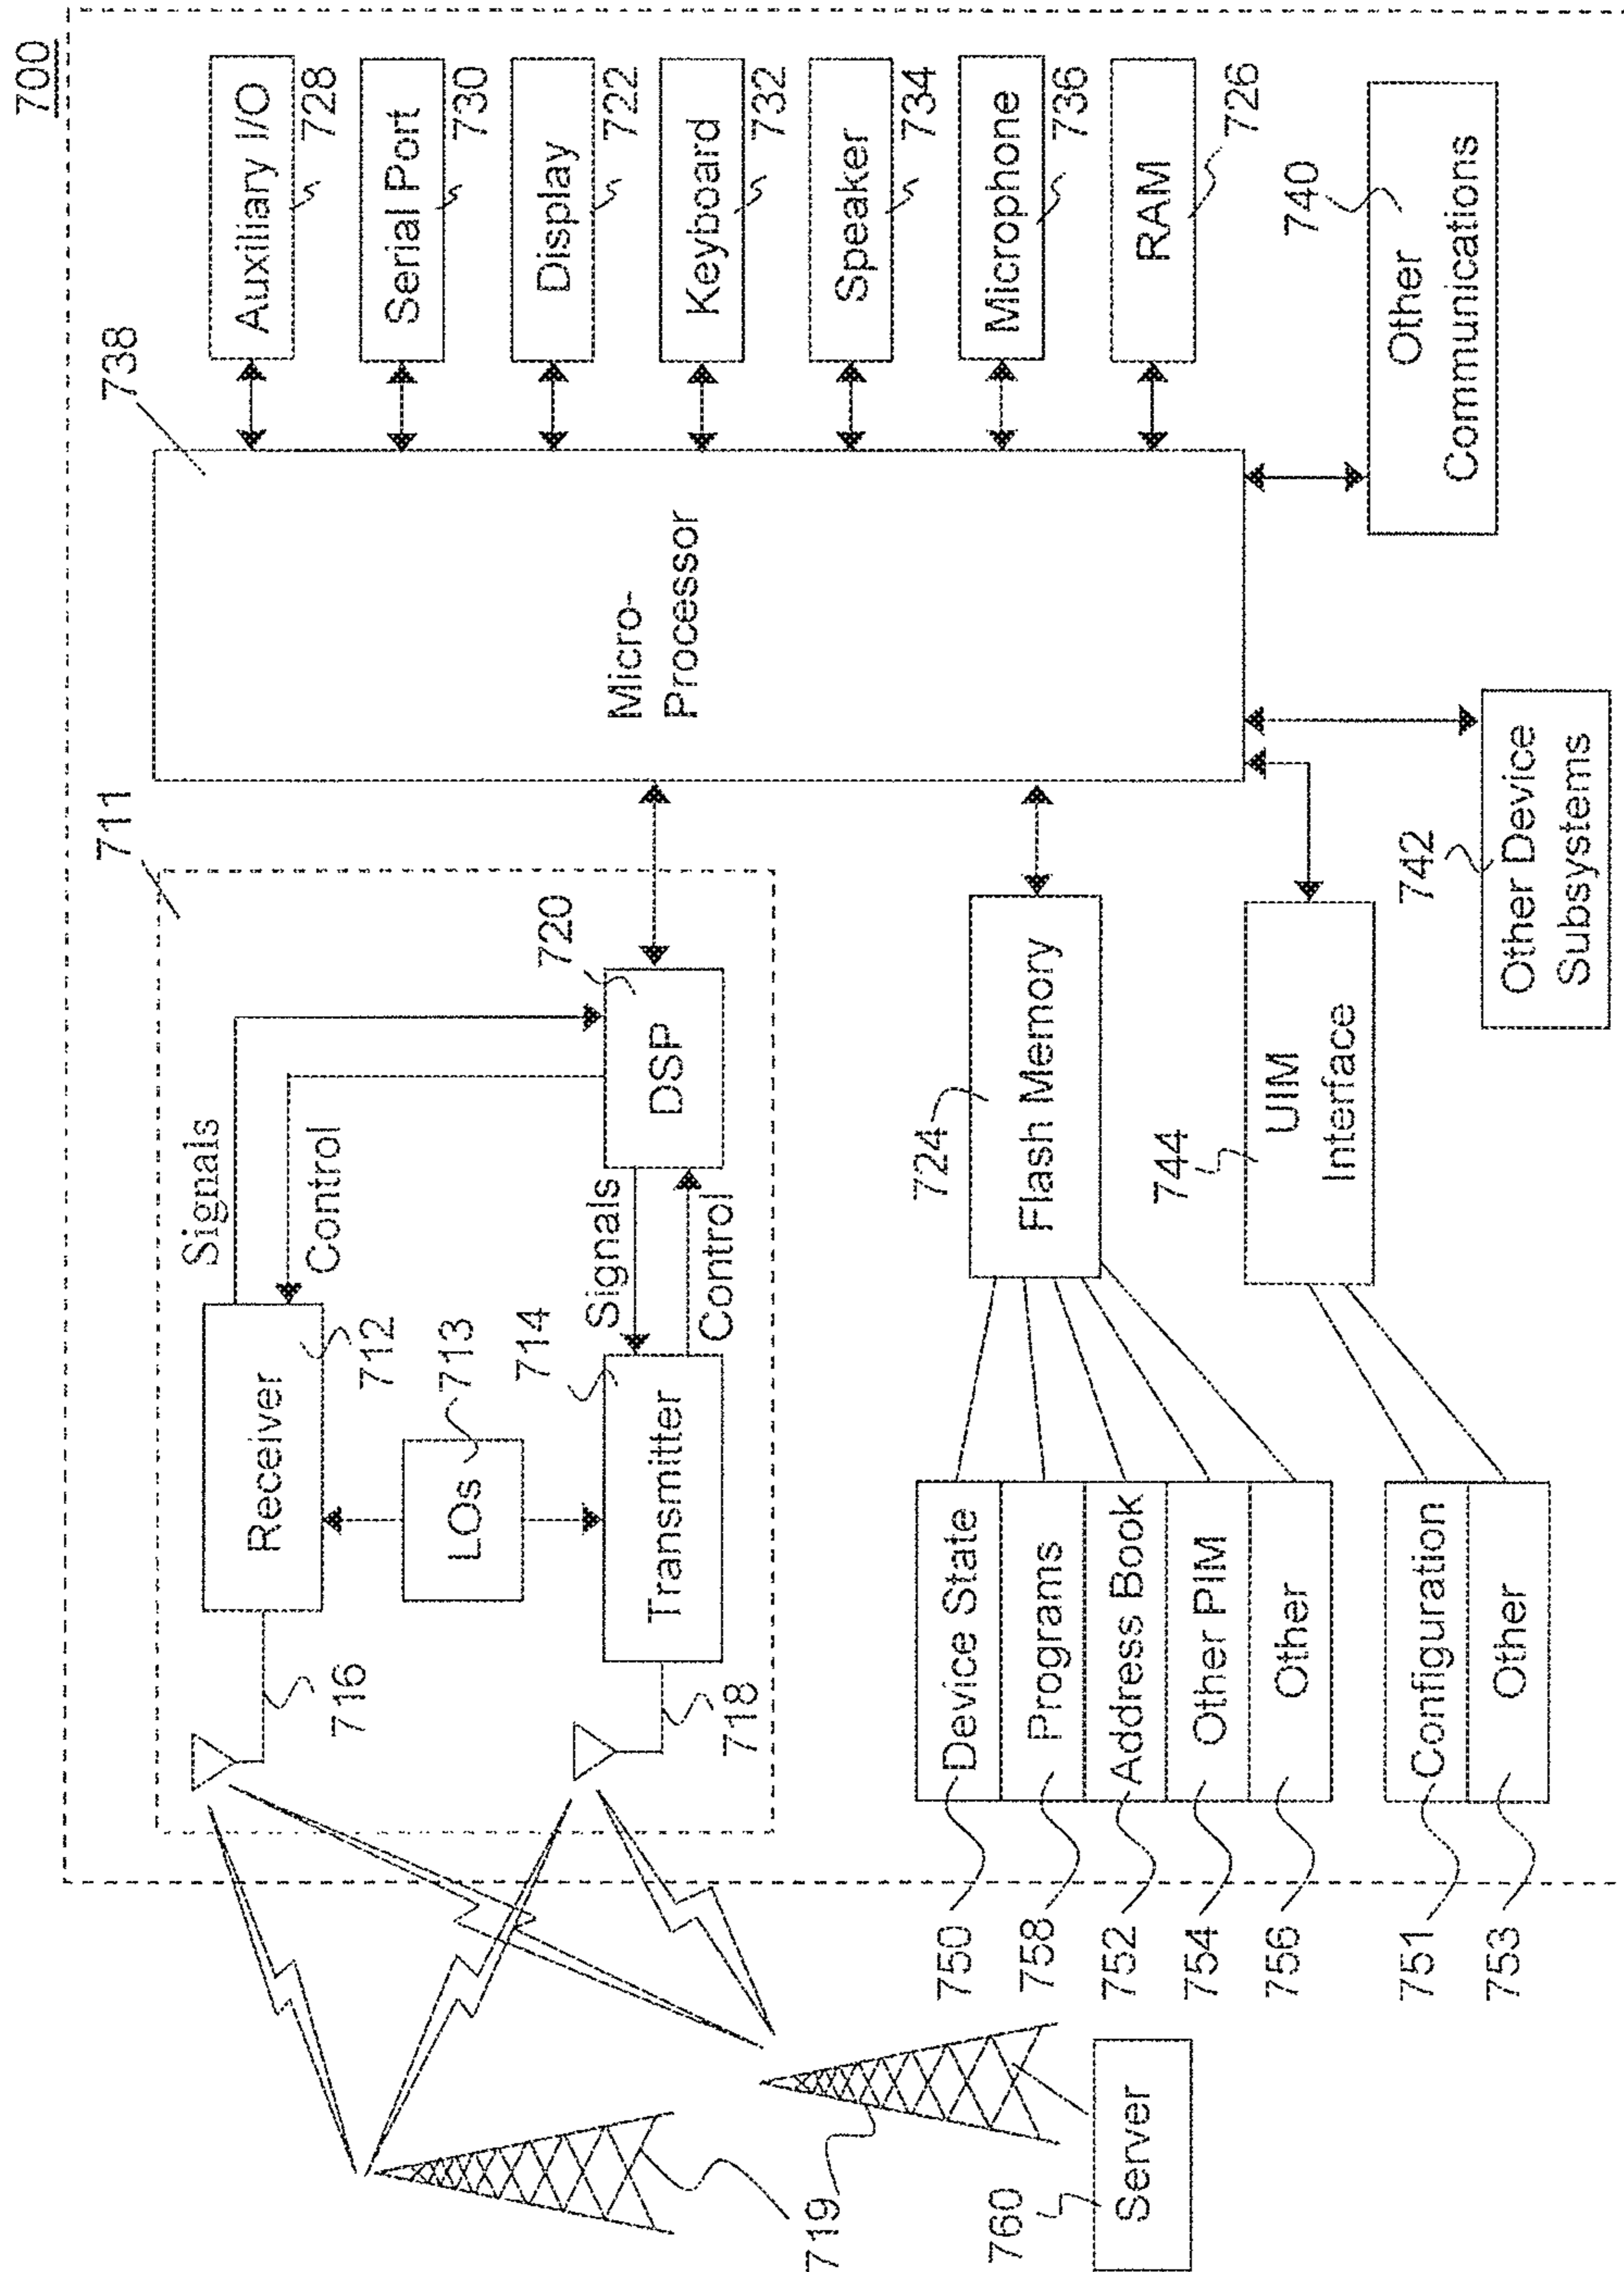 700
738
711
Auxiliary I/O
728
Serial Port
730
Display
722
Keyboard
732
Speaker
734
Microphone
736
RAM
726
740
Other
Communications
Micro-
Processor
742
Other Device
Subsystems
720
DSP
Signals
Control
Signals
Control
Receiver
712
LOs
713
714
Transmitter
716
718
724
Flash Memory
744
UIM
Interface
Device State
Programs
Address Book
Other PIM
Other
Configuration
Other
750
758
752
754
756
751
753
719
760
Server